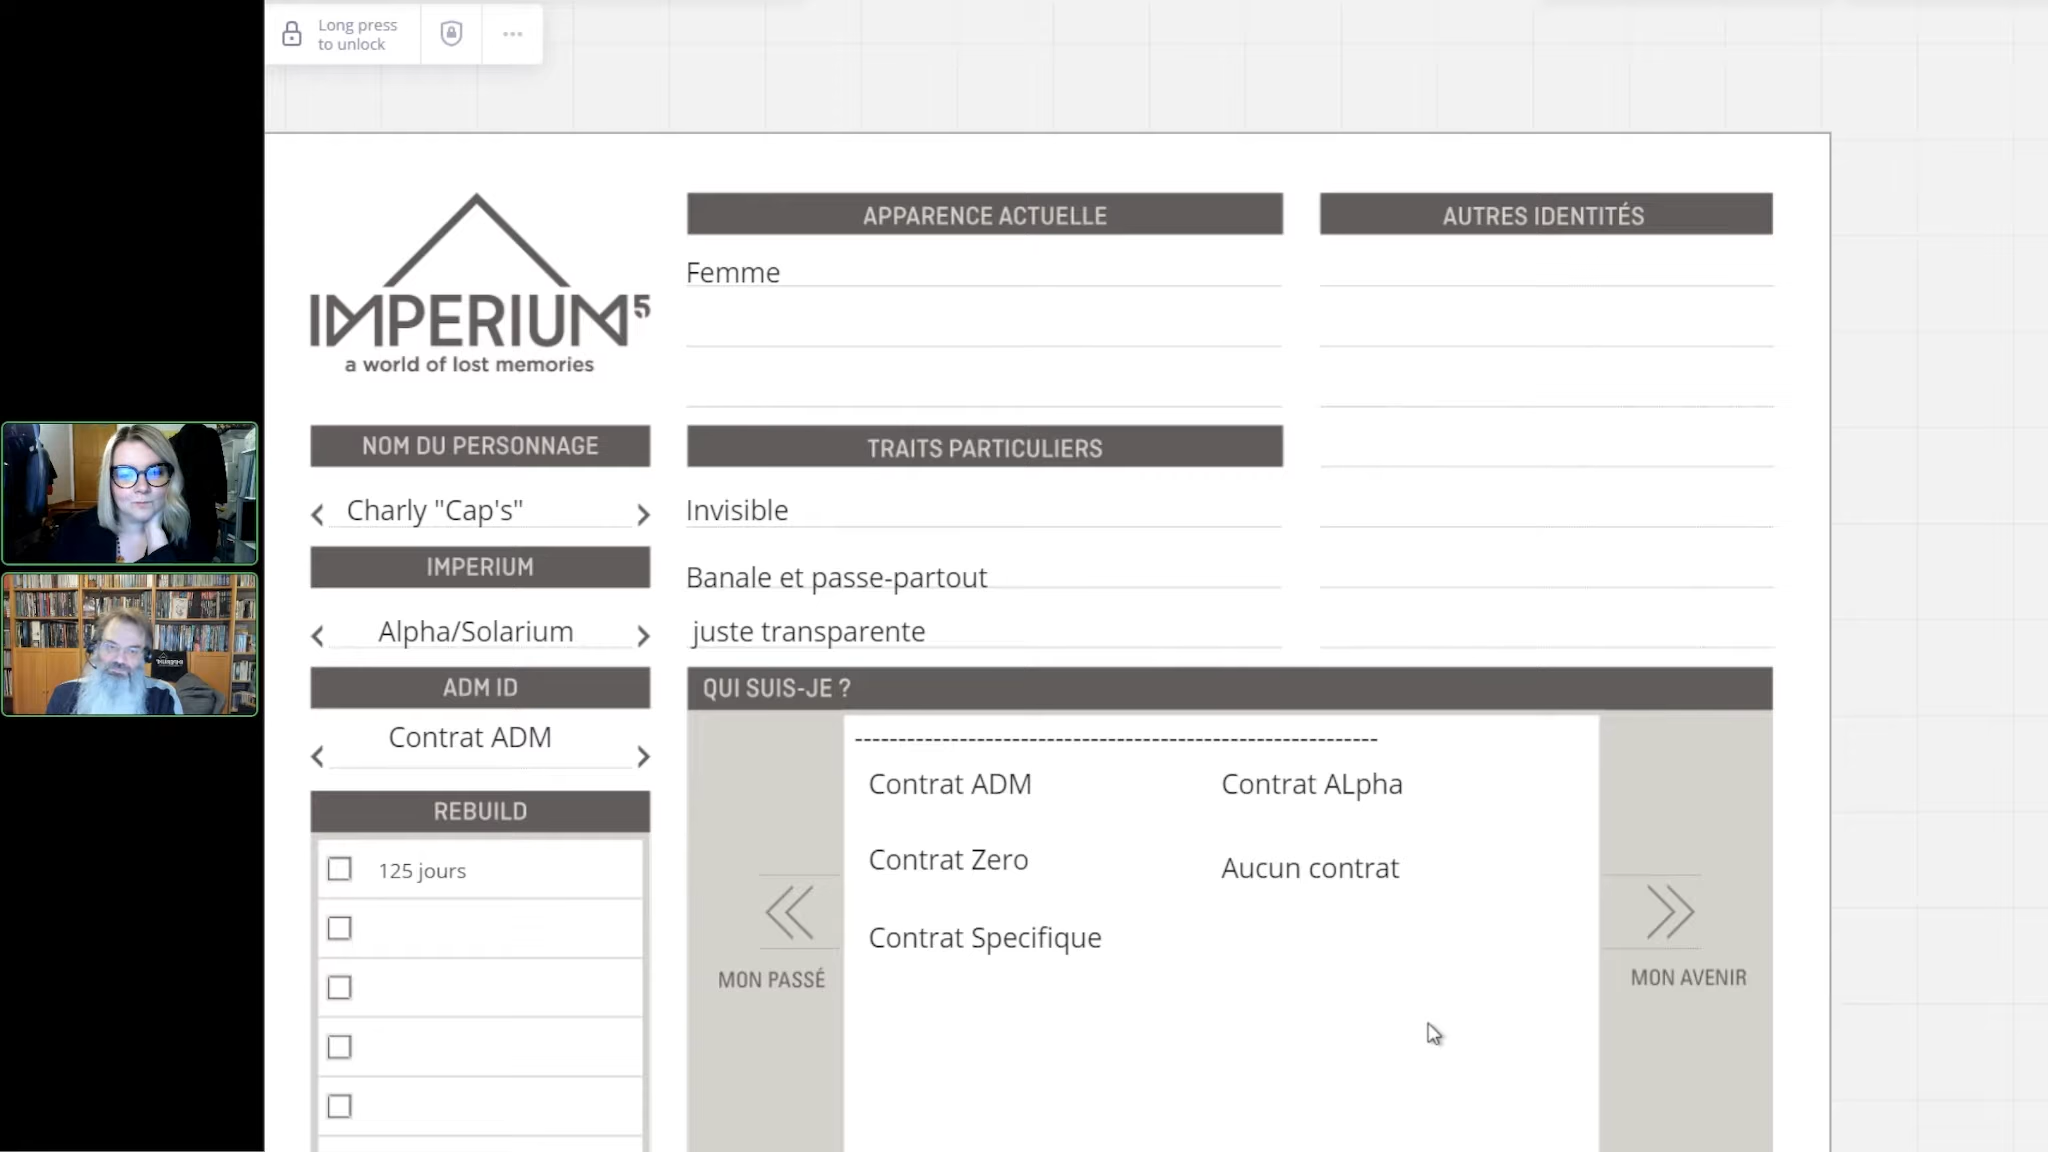 Long press
to unlock
IMPERIUM5
a world of lost memories
APPARENCE ACTUELLE
Femme
AUTRES IDENTITÉS
NOM DU PERSONNAGE
Charly "Cap's"
IMPERIUM
Alpha/Solarium
ADM ID
Contrat ADM
REBUILD
125 jours
TRAITS PARTICULIERS
Invisible
Banale et passe-partout
juste transparente
QUI SUIS-JE ?
------------------------------------------------------------
Contrat ADM
Contrat ALpha
Contrat Zero
Aucun contrat
Contrat Specifique
MON PASSÉ
MON AVENIR